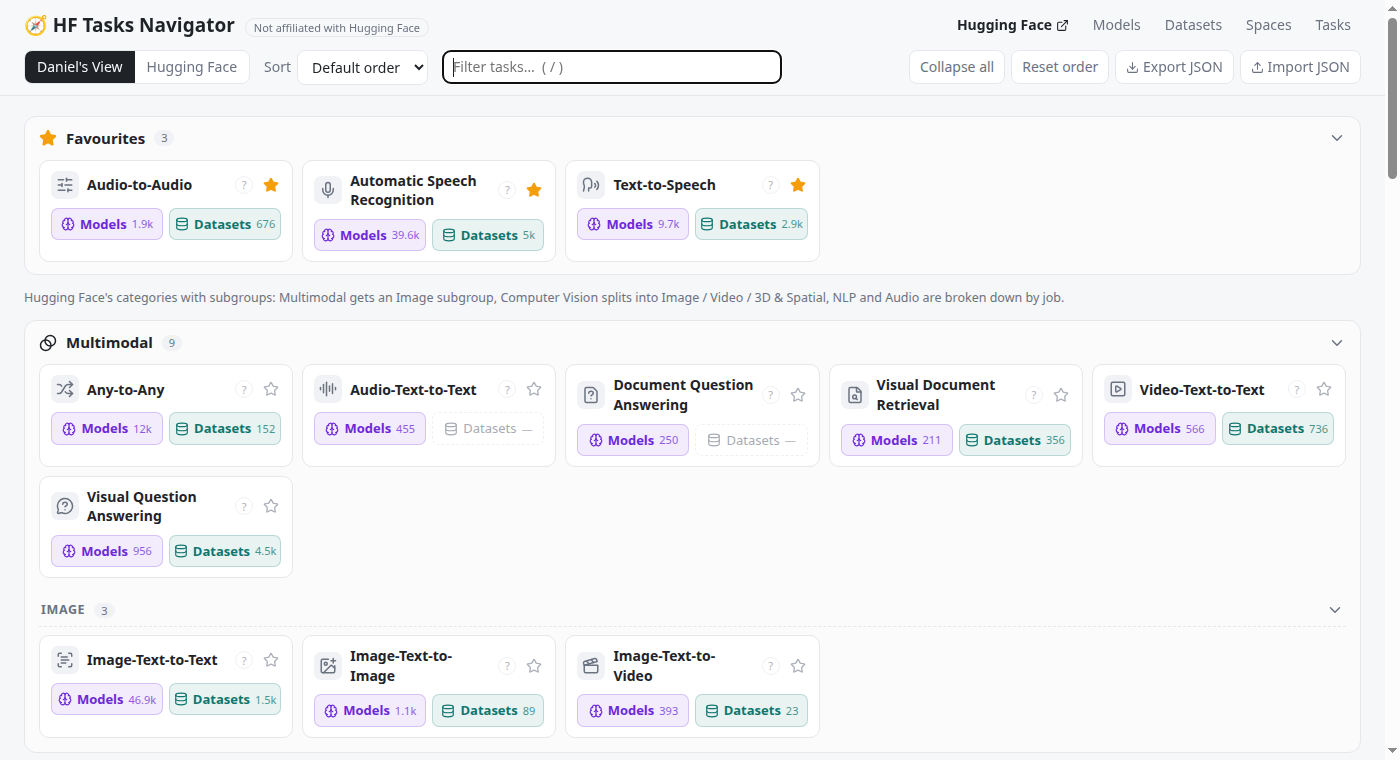 HF Tasks Navigator
Not affiliated with Hugging Face
Hugging Face
Models
Datasets
Spaces
Tasks
Daniel's View
Hugging Face
Sort
Default order
Filter tasks... ( / )
Collapse all
Reset order
Export JSON
Import JSON
Favourites 3
Audio-to-Audio ?
Models 1.9k
Datasets 676
Automatic Speech
Recognition
?
Models 39.6k
Datasets 5k
Text-to-Speech ?
Models 9.7k
Datasets 2.9k
Hugging Face's categories with subgroups: Multimodal gets an Image subgroup, Computer Vision splits into Image / Video / 3D & Spatial, NLP and Audio are broken down by job.
Multimodal 9
Any-to-Any ?
Models 12k
Datasets 152
Audio-Text-to-Text ?
Models 455
Datasets —
Document Question
Answering
?
Models 250
Datasets —
Visual Document
Retrieval
?
Models 211
Datasets 356
Video-Text-to-Text ?
Models 566
Datasets 736
Visual Question
Answering
?
Models 956
Datasets 4.5k
IMAGE 3
Image-Text-to-Text ?
Models 46.9k
Datasets 1.5k
Image-Text-to-
Image
?
Models 1.1k
Datasets 89
Image-Text-to-
Video
?
Models 393
Datasets 23